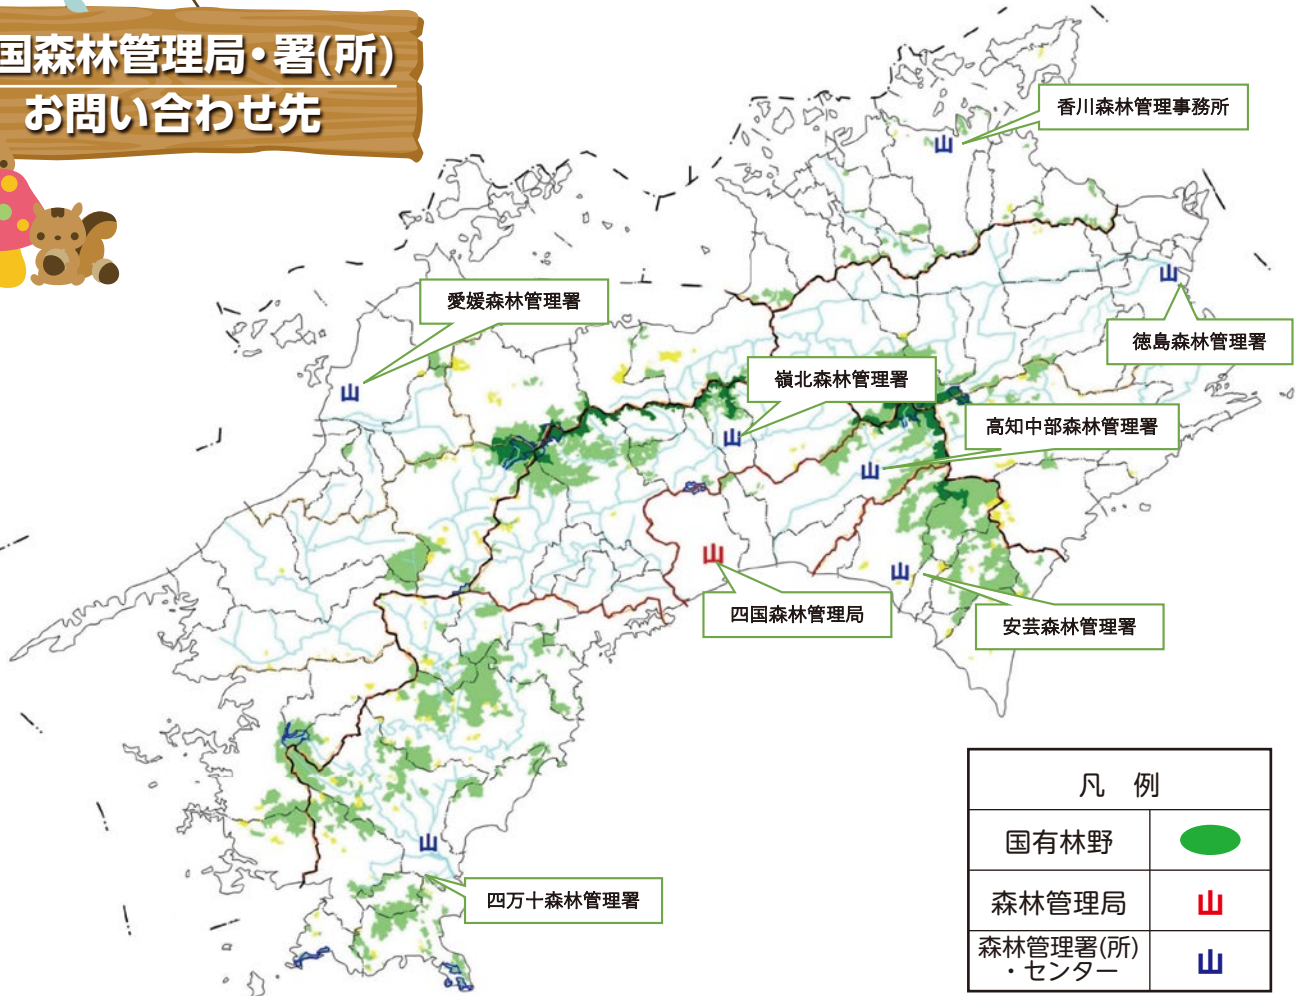 国森林管理局・署(所)
お問い合わせ先
香川森林管理事務所
愛媛森林管理署
徳島森林管理署
嶺北森林管理署
高知中部森林管理署
四国森林管理局
安芸森林管理署
四万十森林管理署
凡 例
国有林野
森林管理局
山
森林管理署(所)
・センター
山
山
山
山
山
山
山
山
山